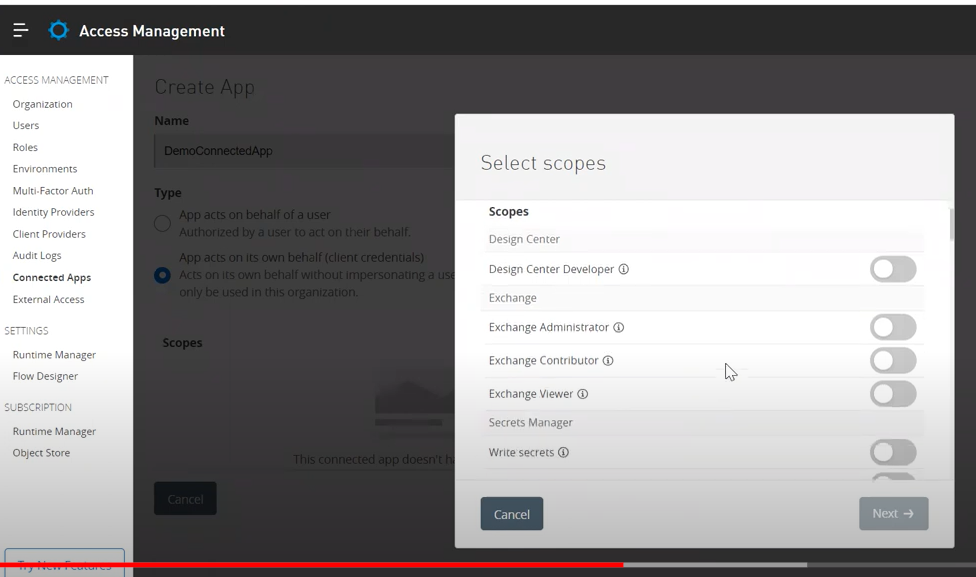 Access Management
ACCESS MANAGEMENT
Organization
Users
Roles
Environments
Multi-Factor Auth
Identity Providers
Client Providers
Audit Logs
Connected Apps
External Access
SETTINGS
Runtime Manager
Flow Designer
SUBSCRIPTION
Runtime Manager
Object Store
Try New Features
Create App
Name
DemoConnectedApp
Type
App acts on behalf of a user
Authorized by a user to act on their behalf.
App acts on its own behalf (client credentials)
Acts on its own behalf without impersonating a use
only be used in this organization.
Scopes
This connected app doesn't ha
Cancel
Select scopes
Scopes
Design Center
Design Center Developer
Exchange
Exchange Administrator
Exchange Contributor
Exchange Viewer
Secrets Manager
Write secrets
Cancel
Next →